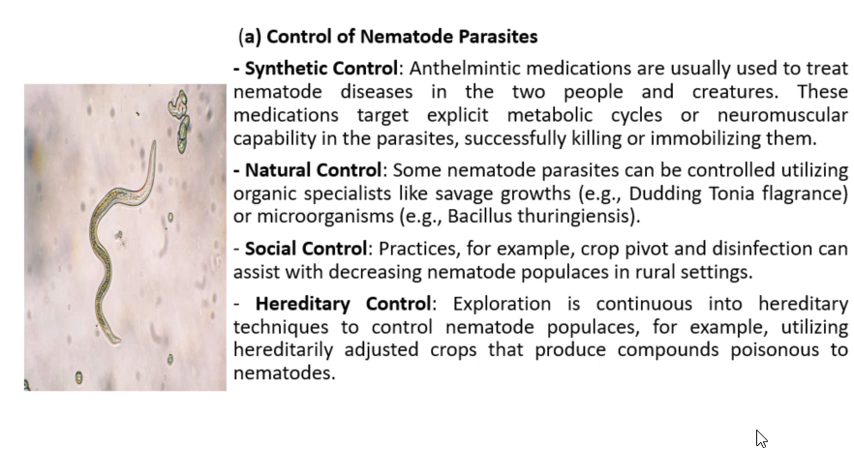 (a) Control of Nematode Parasites
- Synthetic Control: Anthelmintic medications are usually used to treat
nematode diseases in the two people and creatures. These
medications target explicit metabolic cycles or neuromuscular
capability in the parasites, successfully killing or immobilizing them.
- Natural Control: Some nematode parasites can be controlled utilizing
organic specialists like savage growths (e.g., Dudding Tonia flagrance)
or microorganisms (e.g., Bacillus thuringiensis).
- Social Control: Practices, for example, crop pivot and disinfection can
assist with decreasing nematode populaces in rural settings.
- Hereditary Control: Exploration is continuous into hereditary
techniques to control nematode populaces, for example, utilizing
hereditarily adjusted crops that produce compounds poisonous to
nematodes.